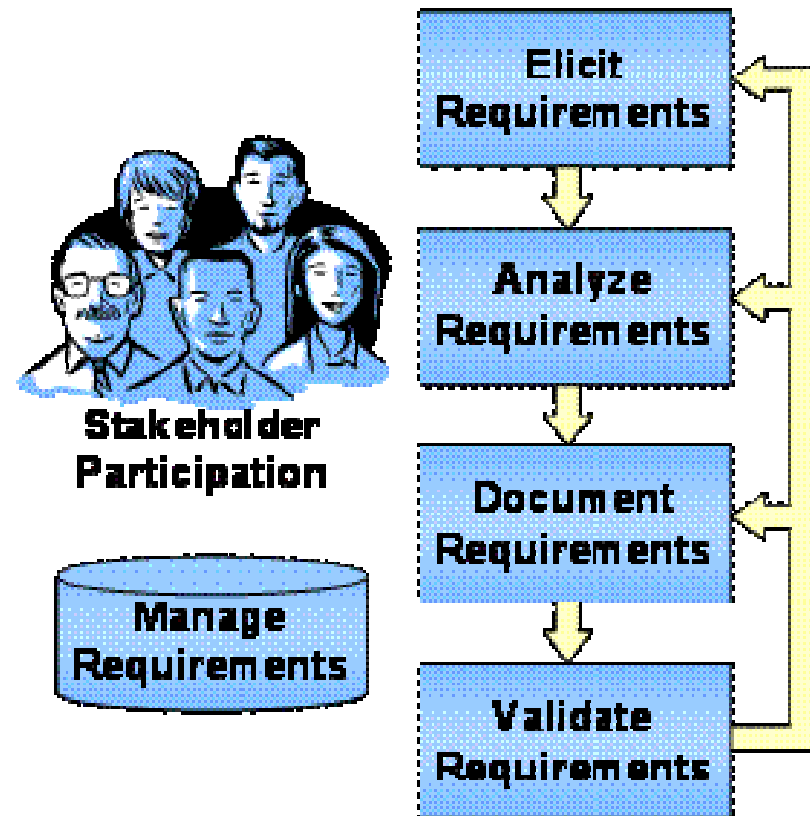 Elicit
Requirements
Analyze
Requirements
Stakeholder
Participation
Document
Requirements
Manage
Requirements
Validate
Requirements